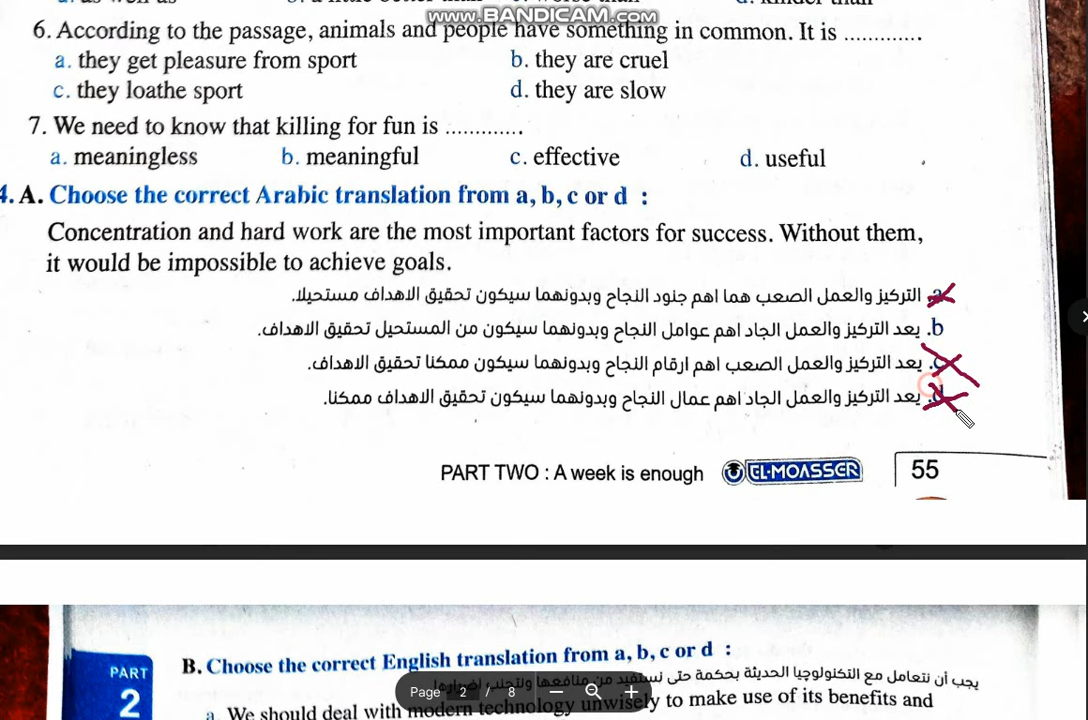 www.BANDICAM.com
6. According to the passage, animals and people have something in common. It is .............
a. they get pleasure from sport b. they are cruel
c. they loathe sport d. they are slow
7. We need to know that killing for fun is .............
a. meaningless b. meaningful c. effective d. useful
4. A. Choose the correct Arabic translation from a, b, c or d :
Concentration and hard work are the most important factors for success. Without them,
it would be impossible to achieve goals.
a. التركيز والعمل الصعب هما اهم جنود النجاح وبدونهما سيكون تحقيق الاهداف مستحيلا.
b. يعد التركيز والعمل الجاد اهم عوامل النجاح وبدونهما سيكون من المستحيل تحقيق الاهداف.
c. يعد التركيز والعمل الصعب اهم ارقام النجاح وبدونهما سيكون ممكنا تحقيق الاهداف.
d. يعد التركيز والعمل الجاد اهم عمال النجاح وبدونهما سيكون تحقيق الاهداف ممكنا.
PART TWO : A week is enough EL-MOASSER 55
PART
2
B. Choose the correct English translation from a, b, c or d :
يجب أن نتعامل مع التكنولوجيا الحديثة بحكمة حتى نستفيد من منافعها ونتجنب اضرارها
a. We should deal with modern technology unwisely to make use of its benefits and
Page 2 / 8